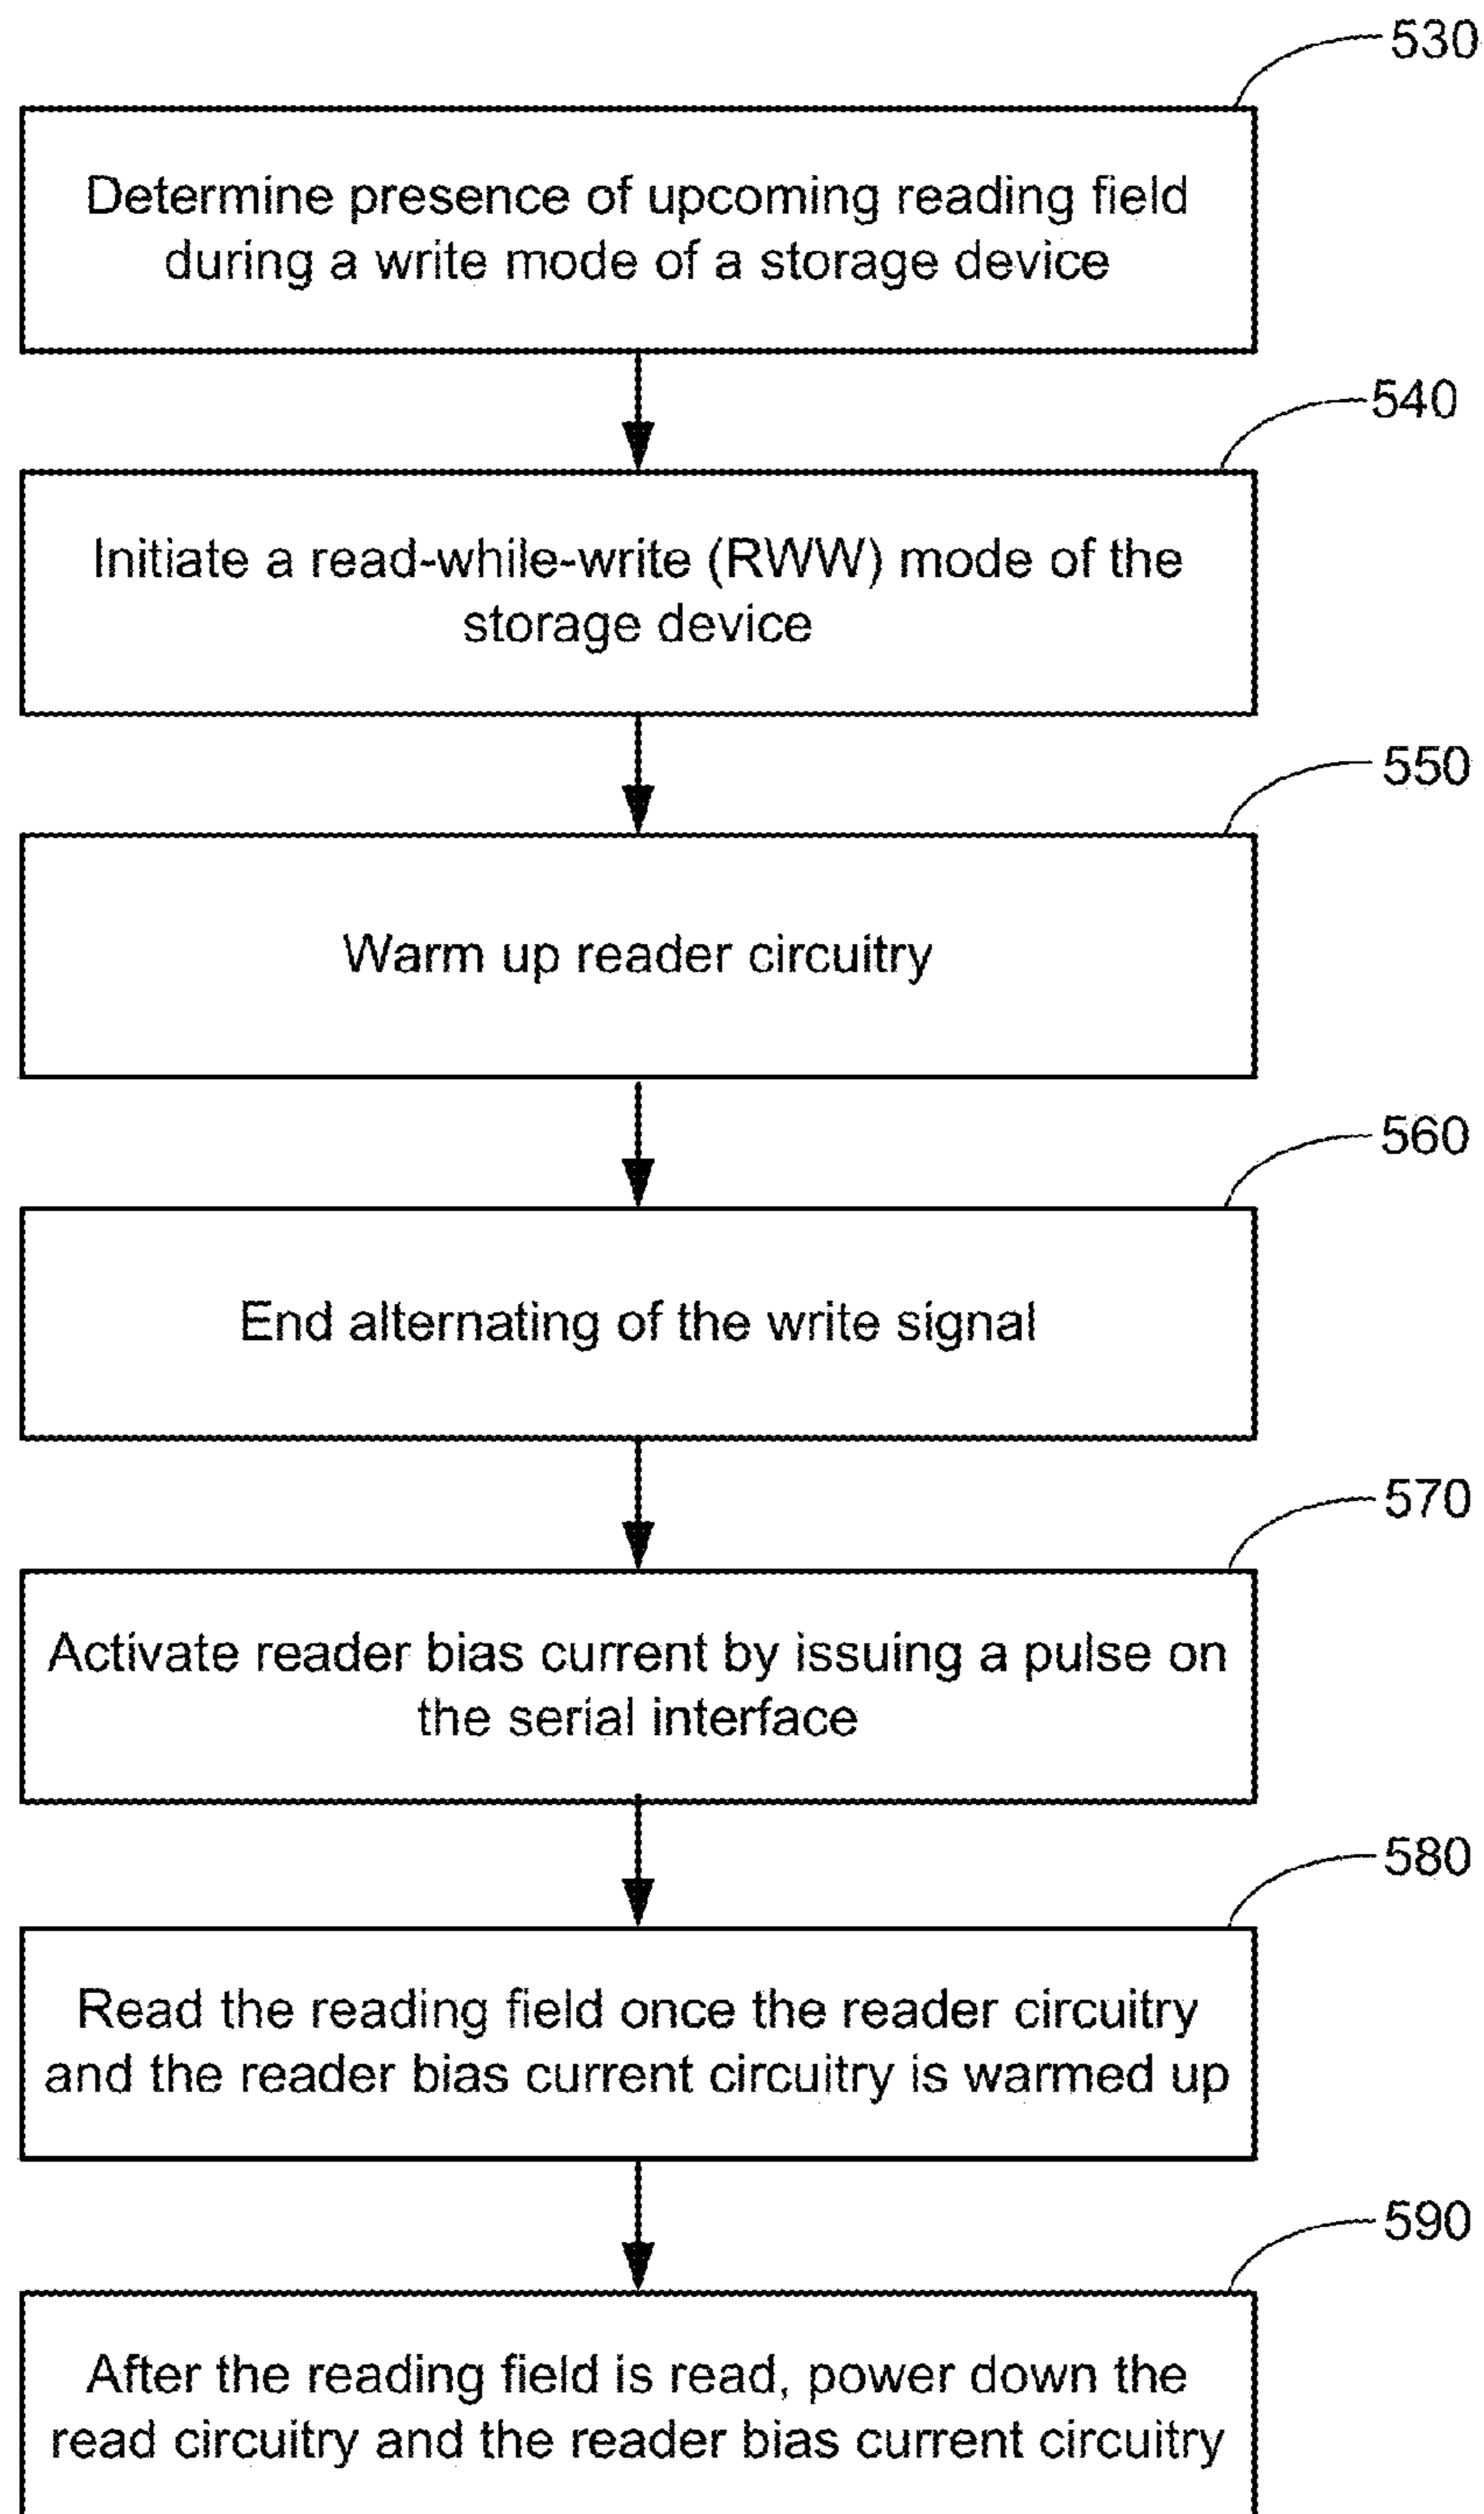 530
Determine presence of upcoming reading field
during a write mode of a storage device
540
Initiate a read-while-write (RWW) mode of the
storage device
550
Warm up reader circuitry
560
End alternating of the write signal
570
Activate reader bias current by issuing a pulse on
the serial interface
580
Read the reading field once the reader circuitry
and the reader bias current circuitry is warmed up
590
After the reading field is read, power down the
read circuitry and the reader bias current circuitry